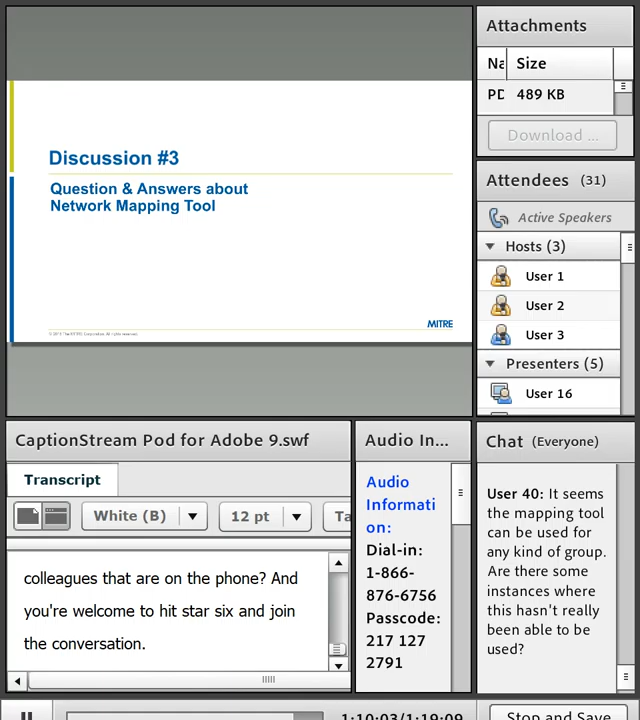 Discussion #3
Question & Answers about
Network Mapping Tool
MITRE
Attachments
Na Size
PD 489 KB
Download ...
Attendees (31)
Active Speakers
Hosts (3)
User 1
User 2
User 3
Presenters (5)
User 16
CaptionStream Pod for Adobe 9.swf
Transcript
White (B)
12 pt
Ta
colleagues that are on the phone? And
you're welcome to hit star six and join
the conversation.
Audio In...
Audio
Informati
on:
Dial-in:
1-866-
876-6756
Passcode:
217 127
2791
Chat (Everyone)
User 40: It seems
the mapping tool
can be used for
any kind of group.
Are there some
instances where
this hasn't really
been able to be
used?
1:10:03/1:19:09
Stop and Save